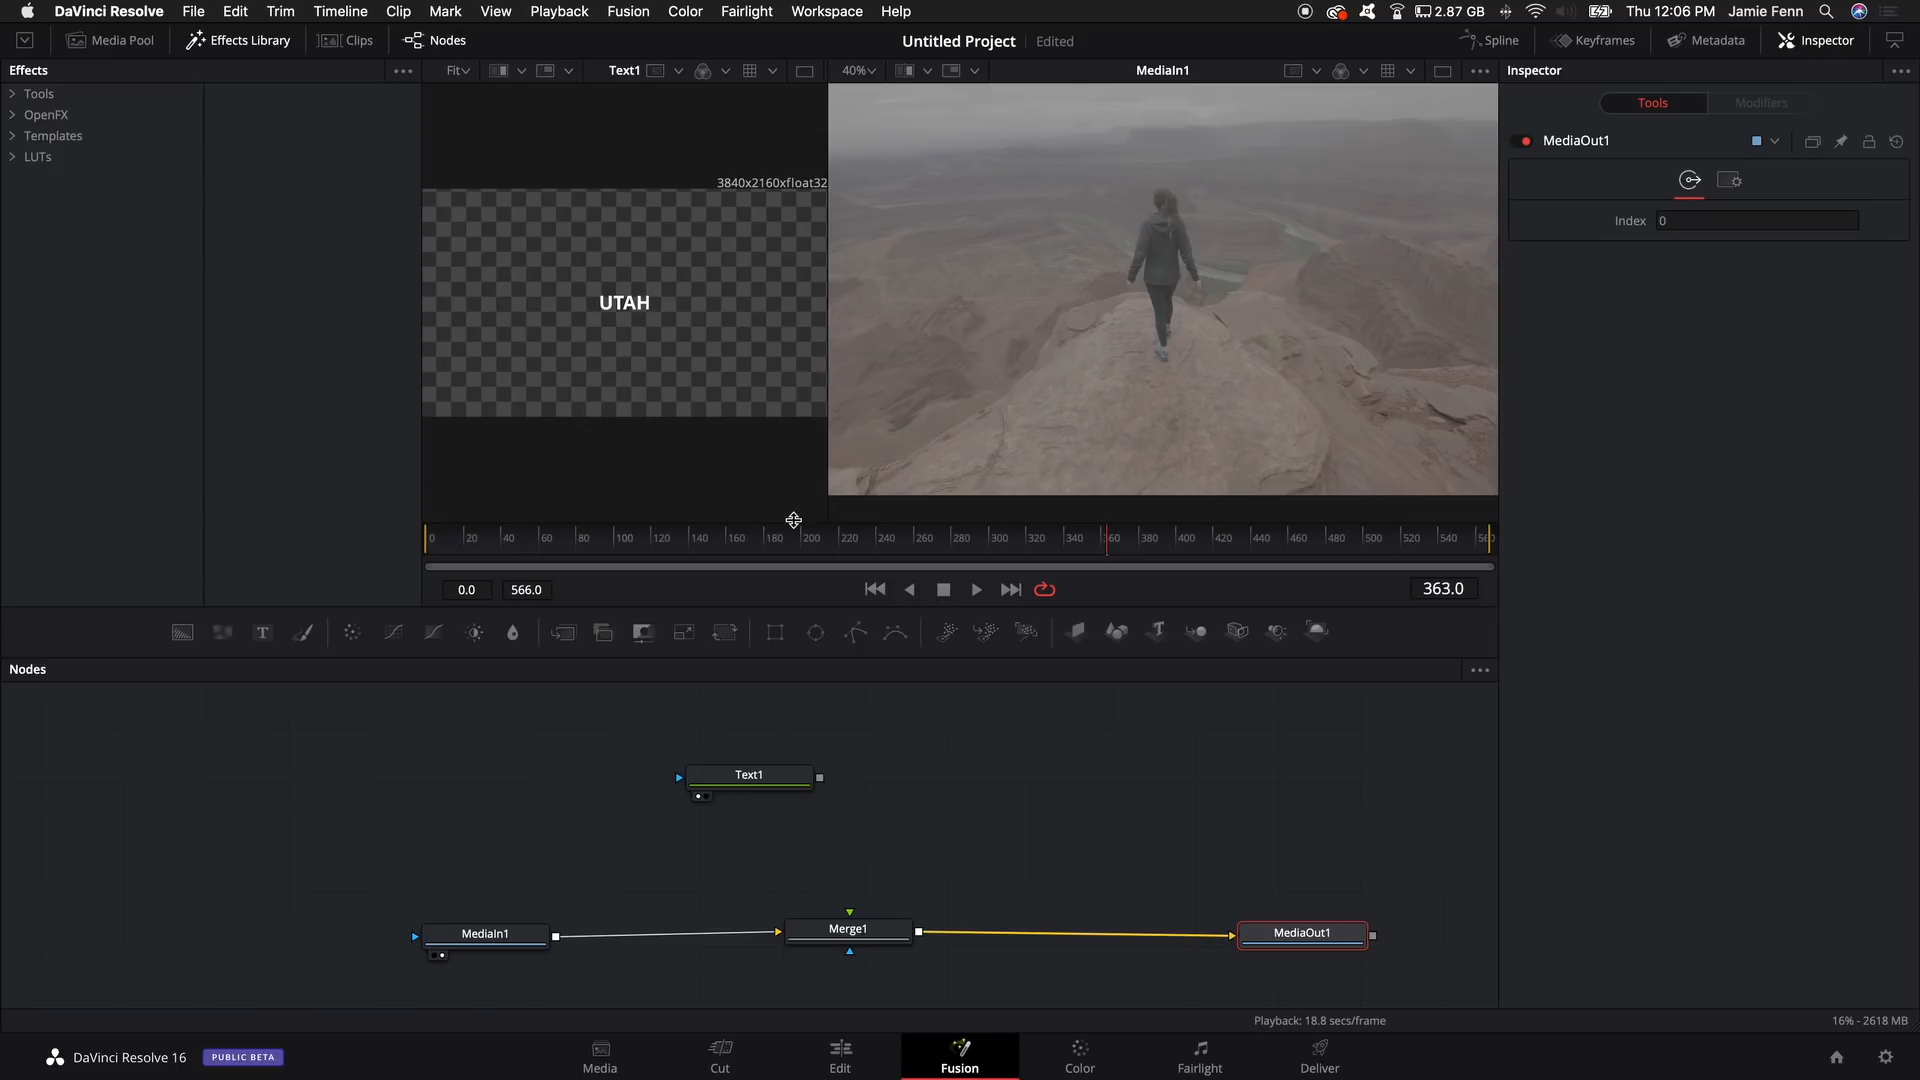 DaVinci Resolve File Edit Trim Timeline Clip Mark View Playback Fusion Color Fairlight Workspace Help 2.87 GB Thu 12:06 PM Jamie Fenn
Media Pool Effects Library Clips Nodes Untitled Project Edited Spline Keyframes Metadata Inspector
Effects Fit Text1 40% MediaIn1 Inspector
Tools
OpenFX
Templates
LUTs
3840x2160xfloat32
UTAH
Tools Modifiers
MediaOut1
Index 0
0 20 40 60 80 100 120 140 160 180 200 220 240 260 280 300 320 340 360 380 400 420 440 460 480 500 520 540 560
0.0 566.0 363.0
Nodes
Text1
MediaIn1 Merge1 MediaOut1
Playback: 18.8 secs/frame 16% - 2618 MB
DaVinci Resolve 16 PUBLIC BETA Media Cut Edit Fusion Color Fairlight Deliver